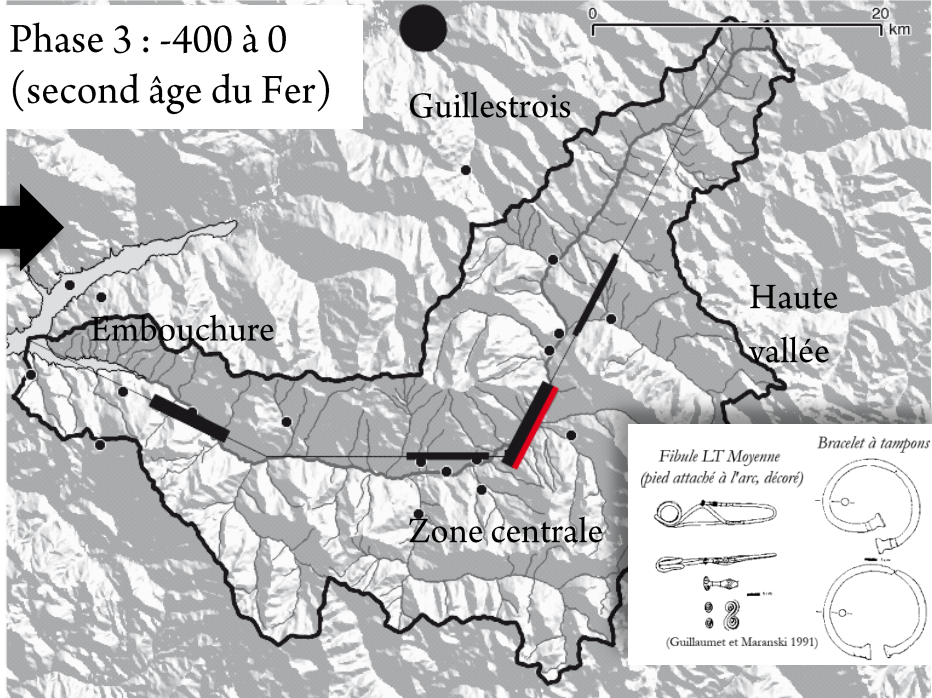 Phase 3 : -400 à 0
(second âge du Fer)
0
20
km
Guillestrois
Haute
vallée
Embouchure
Zone centrale
Fibule LT Moyenne
(pied attaché à l'arc, décoré)
Bracelet à tampons
(Guillaumet et Maranski 1991)